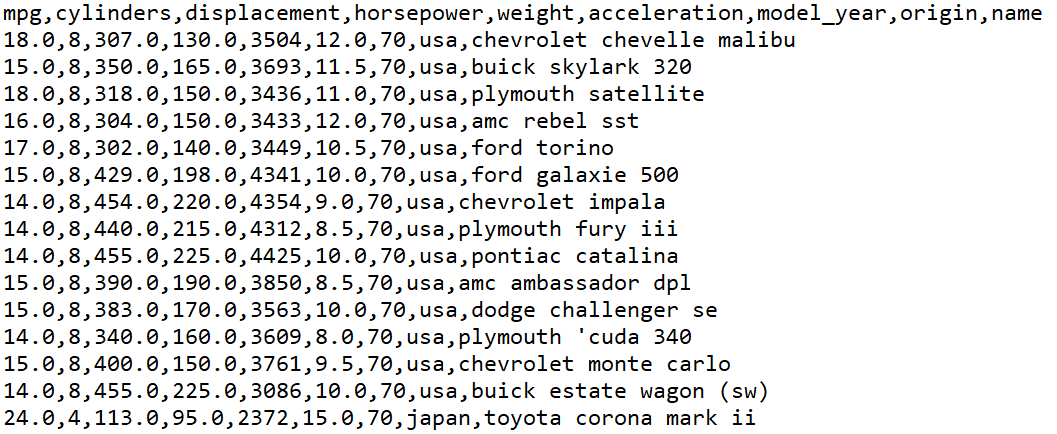 mpg,cylinders,displacement,horsepower,weight,acceleration,model_year,origin,name
18.0,8,307.0,130.0,3504,12.0,70,usa,chevrolet chevelle malibu
15.0,8,350.0,165.0,3693,11.5,70,usa,buick skylark 320
18.0,8,318.0,150.0,3436,11.0,70,usa,plymouth satellite
16.0,8,304.0,150.0,3433,12.0,70,usa,amc rebel sst
17.0,8,302.0,140.0,3449,10.5,70,usa,ford torino
15.0,8,429.0,198.0,4341,10.0,70,usa,ford galaxie 500
14.0,8,454.0,220.0,4354,9.0,70,usa,chevrolet impala
14.0,8,440.0,215.0,4312,8.5,70,usa,plymouth fury iii
14.0,8,455.0,225.0,4425,10.0,70,usa,pontiac catalina
15.0,8,390.0,190.0,3850,8.5,70,usa,amc ambassador dpl
15.0,8,383.0,170.0,3563,10.0,70,usa,dodge challenger se
14.0,8,340.0,160.0,3609,8.0,70,usa,plymouth 'cuda 340
15.0,8,400.0,150.0,3761,9.5,70,usa,chevrolet monte carlo
14.0,8,455.0,225.0,3086,10.0,70,usa,buick estate wagon (sw)
24.0,4,113.0,95.0,2372,15.0,70,japan,toyota corona mark ii